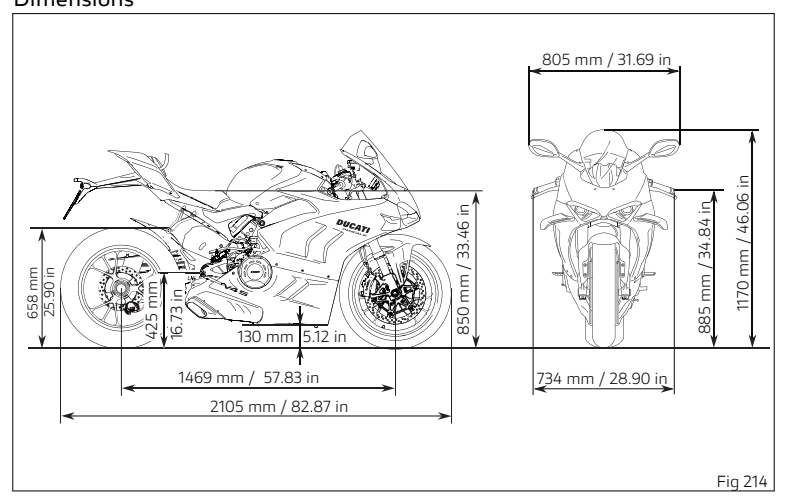 Dimensions
805 mm / 31.69 in
DUCATI
V4S
658 mm
25.90 in
425 mm
16.73 in
130 mm
5.12 in
850 mm / 33.46 in
885 mm / 34.84 in
1170 mm / 46.06 in
1469 mm / 57.83 in
734 mm / 28.90 in
2105 mm / 82.87 in
Fig 214